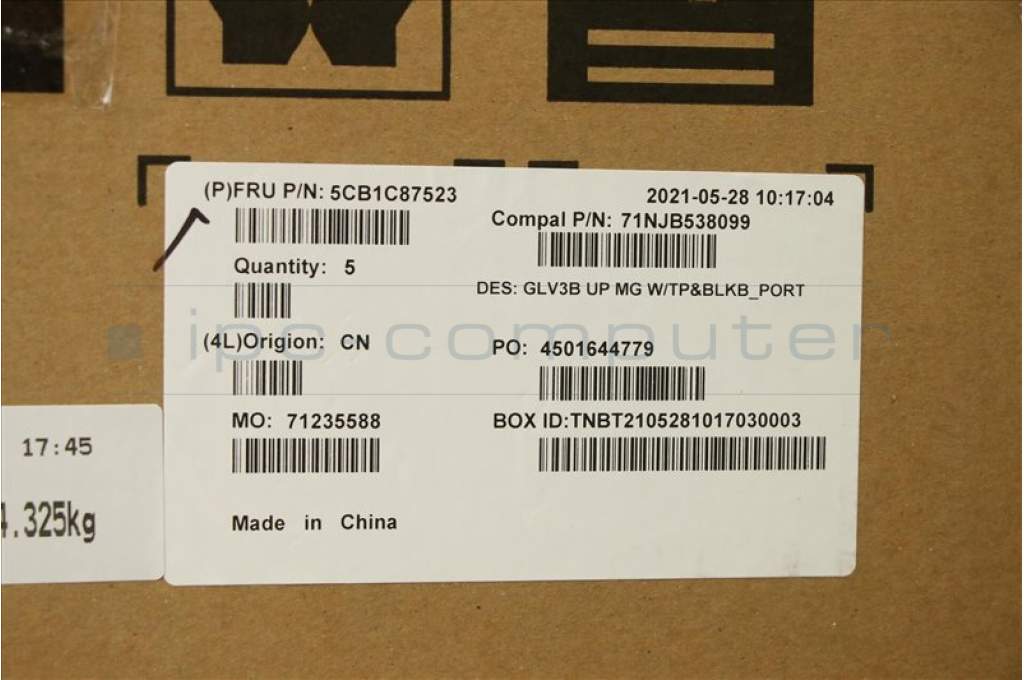 (P)FRU P/N: 5CB1C87523
2021-05-28 10:17:04
Compal P/N: 71NJB538099
Quantity: 5
DES: GLV3B UP MG W/TP&BLKB_PORT
ipc computer
(4L)Origion: CN
PO: 4501644779
MO: 71235588
BOX ID:TNBT2105281017030003
Made in China
17:45
4.325kg